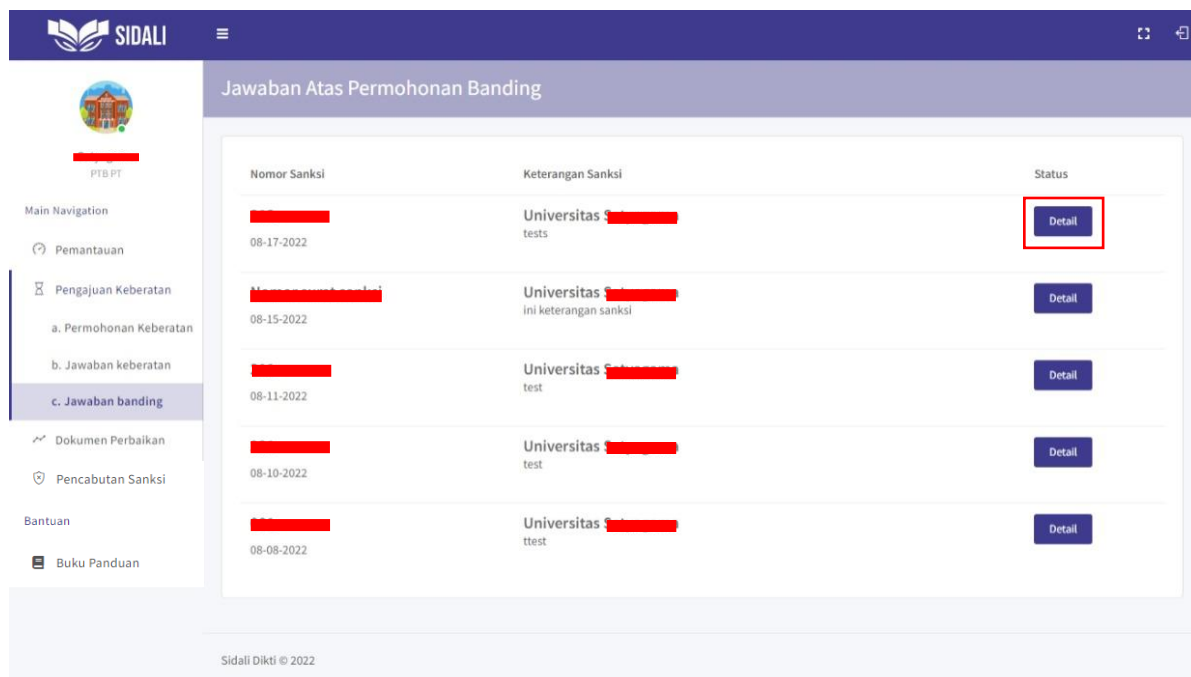 SIDALI
Jawaban Atas Permohonan Banding
PTB PT
Main Navigation
Pemantauan
Pengajuan Keberatan
a. Permohonan Keberatan
b. Jawaban keberatan
c. Jawaban banding
Dokumen Perbaikan
Pencabutan Sanksi
Bantuan
Buku Panduan
Nomor Sanksi Keterangan Sanksi Status
Universitas
tests
08-17-2022
Detail
Universitas
ini keterangan sanksi
08-15-2022
Detail
Universitas
test
08-11-2022
Detail
Universitas
test
08-10-2022
Detail
Universitas
ttest
08-08-2022
Detail
Sidali Dikti © 2022